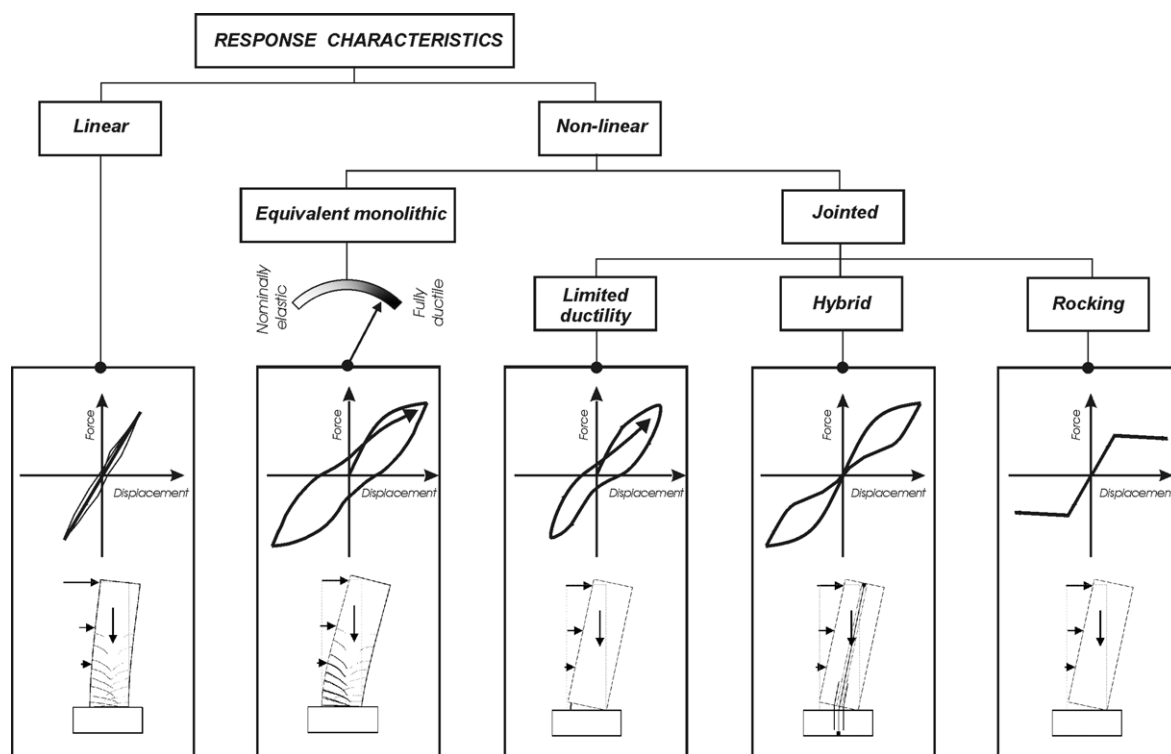 RESPONSE CHARACTERISTICS
Linear
Non-linear
Equivalent monolithic
Jointed
Nominally
elastic
Fully
ductile
Limited
ductility
Hybrid
Rocking
Force
Displacement
Force
Displacement
Force
Displacement
Force
Displacement
Force
Displacement